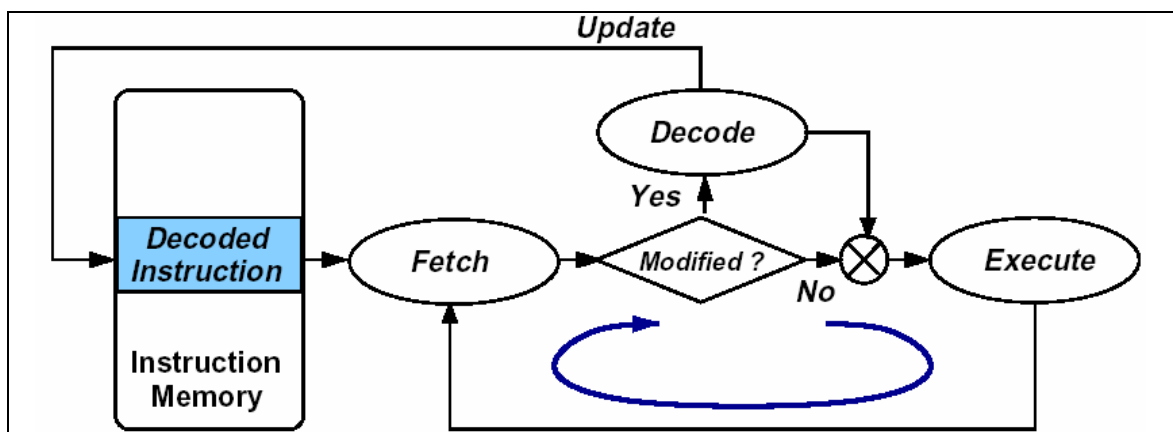 Update
Decode
Yes
Decoded
Instruction
Fetch
Modified ?
No
Execute
Instruction
Memory